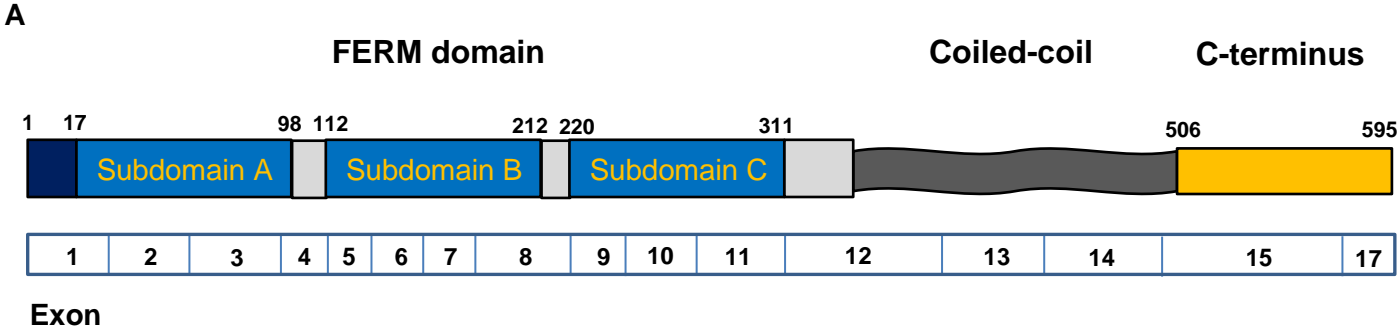 A
FERM domain Coiled-coil C-terminus
1 17 98 112 212 220 311 506 595
Subdomain A Subdomain B Subdomain C
1 2 3 4 5 6 7 8 9 10 11 12 13 14 15 17
Exon